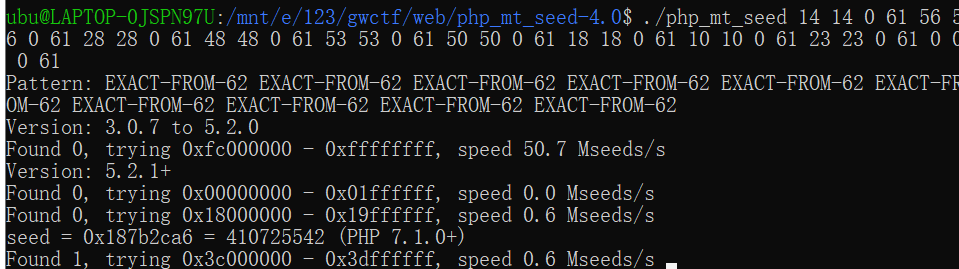 ubu@LAPTOP-OJSPN97U:/mnt/e/123/gwctf/web/php_mt_seed-4.0$ ./php_mt_seed 14 14 0 61 56 5
6 0 61 28 28 0 61 48 48 0 61 53 53 0 61 50 50 0 61 18 18 0 61 10 10 0 61 23 23 0 61 0 0
 0 61
Pattern: EXACT-FROM-62 EXACT-FROM-62 EXACT-FROM-62 EXACT-FROM-62 EXACT-FROM-62 EXACT-FR
OM-62 EXACT-FROM-62 EXACT-FROM-62 EXACT-FROM-62 EXACT-FROM-62
Version: 3.0.7 to 5.2.0
Found 0, trying 0xfc000000 - 0xffffffff, speed 50.7 Mseeds/s
Version: 5.2.1+
Found 0, trying 0x00000000 - 0x01ffffff, speed 0.0 Mseeds/s
Found 0, trying 0x18000000 - 0x19ffffff, speed 0.6 Mseeds/s
seed = 0x187b2ca6 = 410725542 (PHP 7.1.0+)
Found 1, trying 0x3c000000 - 0x3dffffff, speed 0.6 Mseeds/s